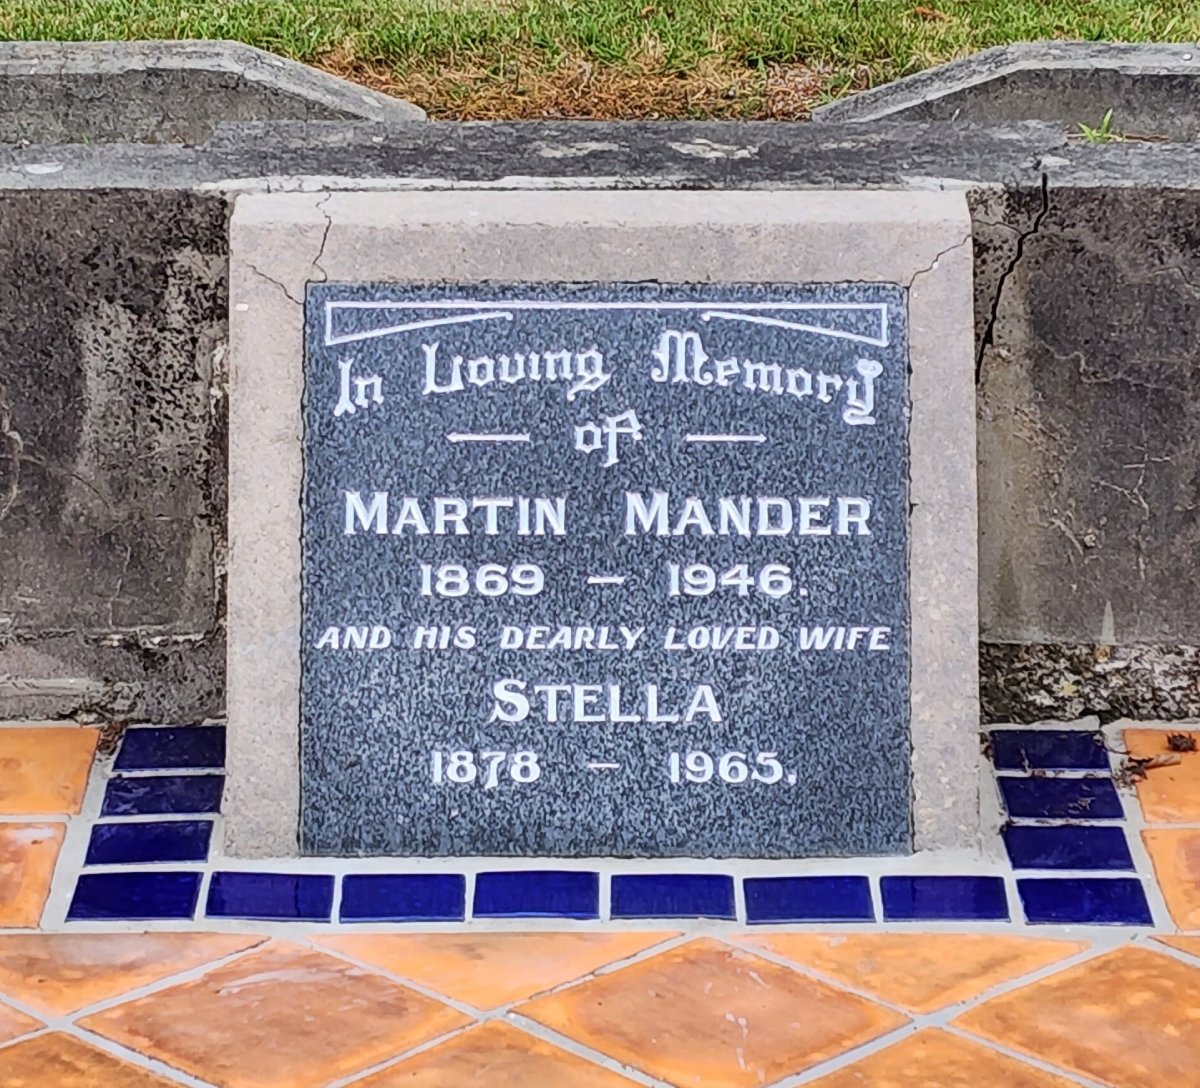 In Loving Memory
of
MARTIN MANDER
1869 – 1946.
AND HIS DEARLY LOVED WIFE
STELLA
1878 – 1965.